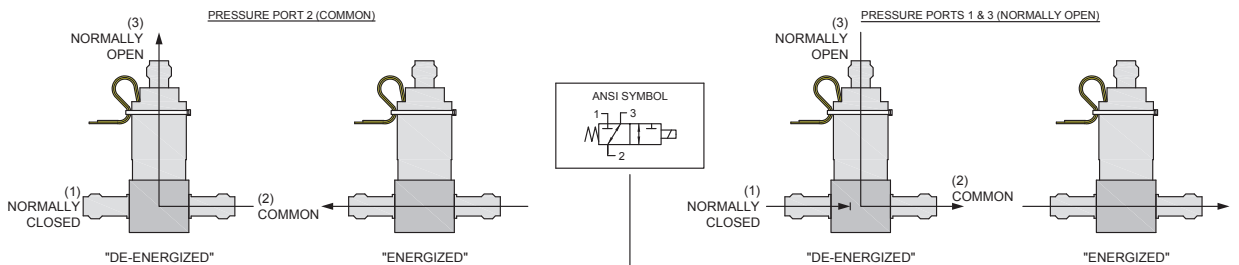 PRESSURE PORT 2 (COMMON)
(3)
NORMALLY
OPEN
(1)
NORMALLY
CLOSED
(2)
COMMON
"DE-ENERGIZED"
"ENERGIZED"
ANSI SYMBOL
1
3
2
PRESSURE PORTS 1 & 3 (NORMALLY OPEN)
(3)
NORMALLY
OPEN
(1)
NORMALLY
CLOSED
(2)
COMMON
"DE-ENERGIZED"
"ENERGIZED"